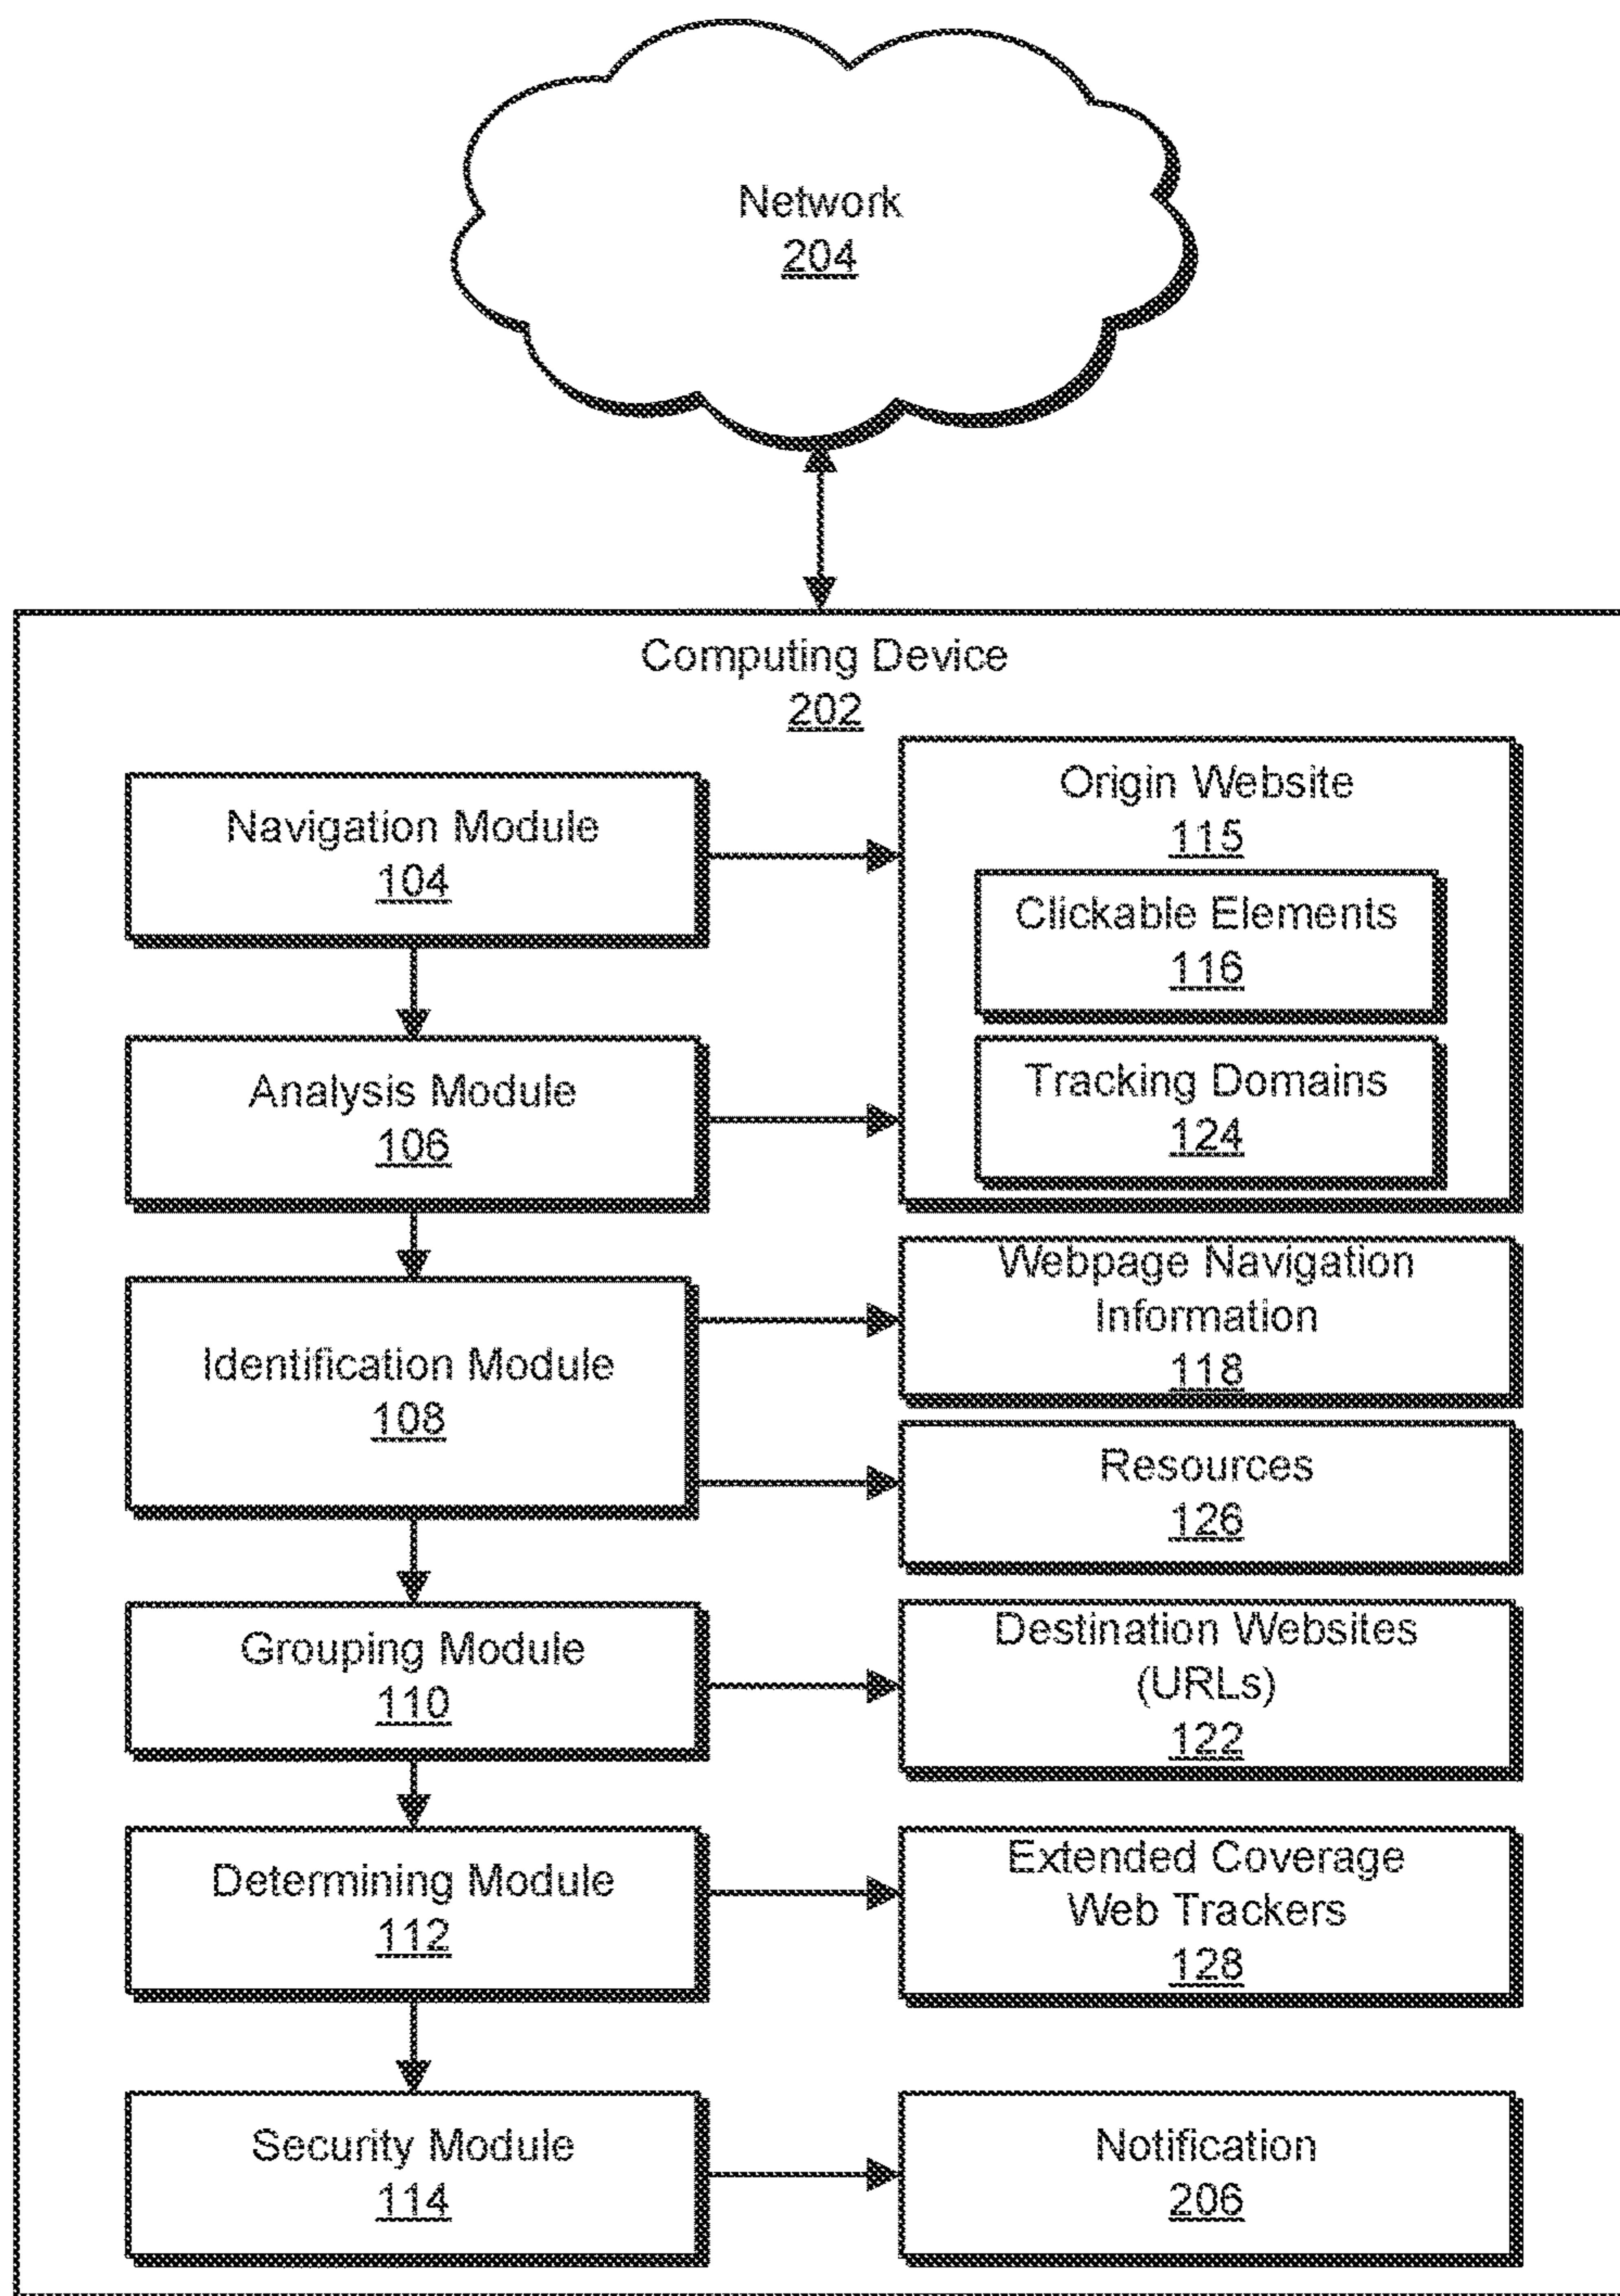 Network
204
Computing Device
202
Navigation Module
104
Origin Website
115
Clickable Elements
116
Tracking Domains
124
Analysis Module
106
Identification Module
108
Webpage Navigation
Information
118
Resources
126
Grouping Module
110
Destination Websites
(URLs)
122
Determining Module
112
Extended Coverage
Web Trackers
128
Security Module
114
Notification
206